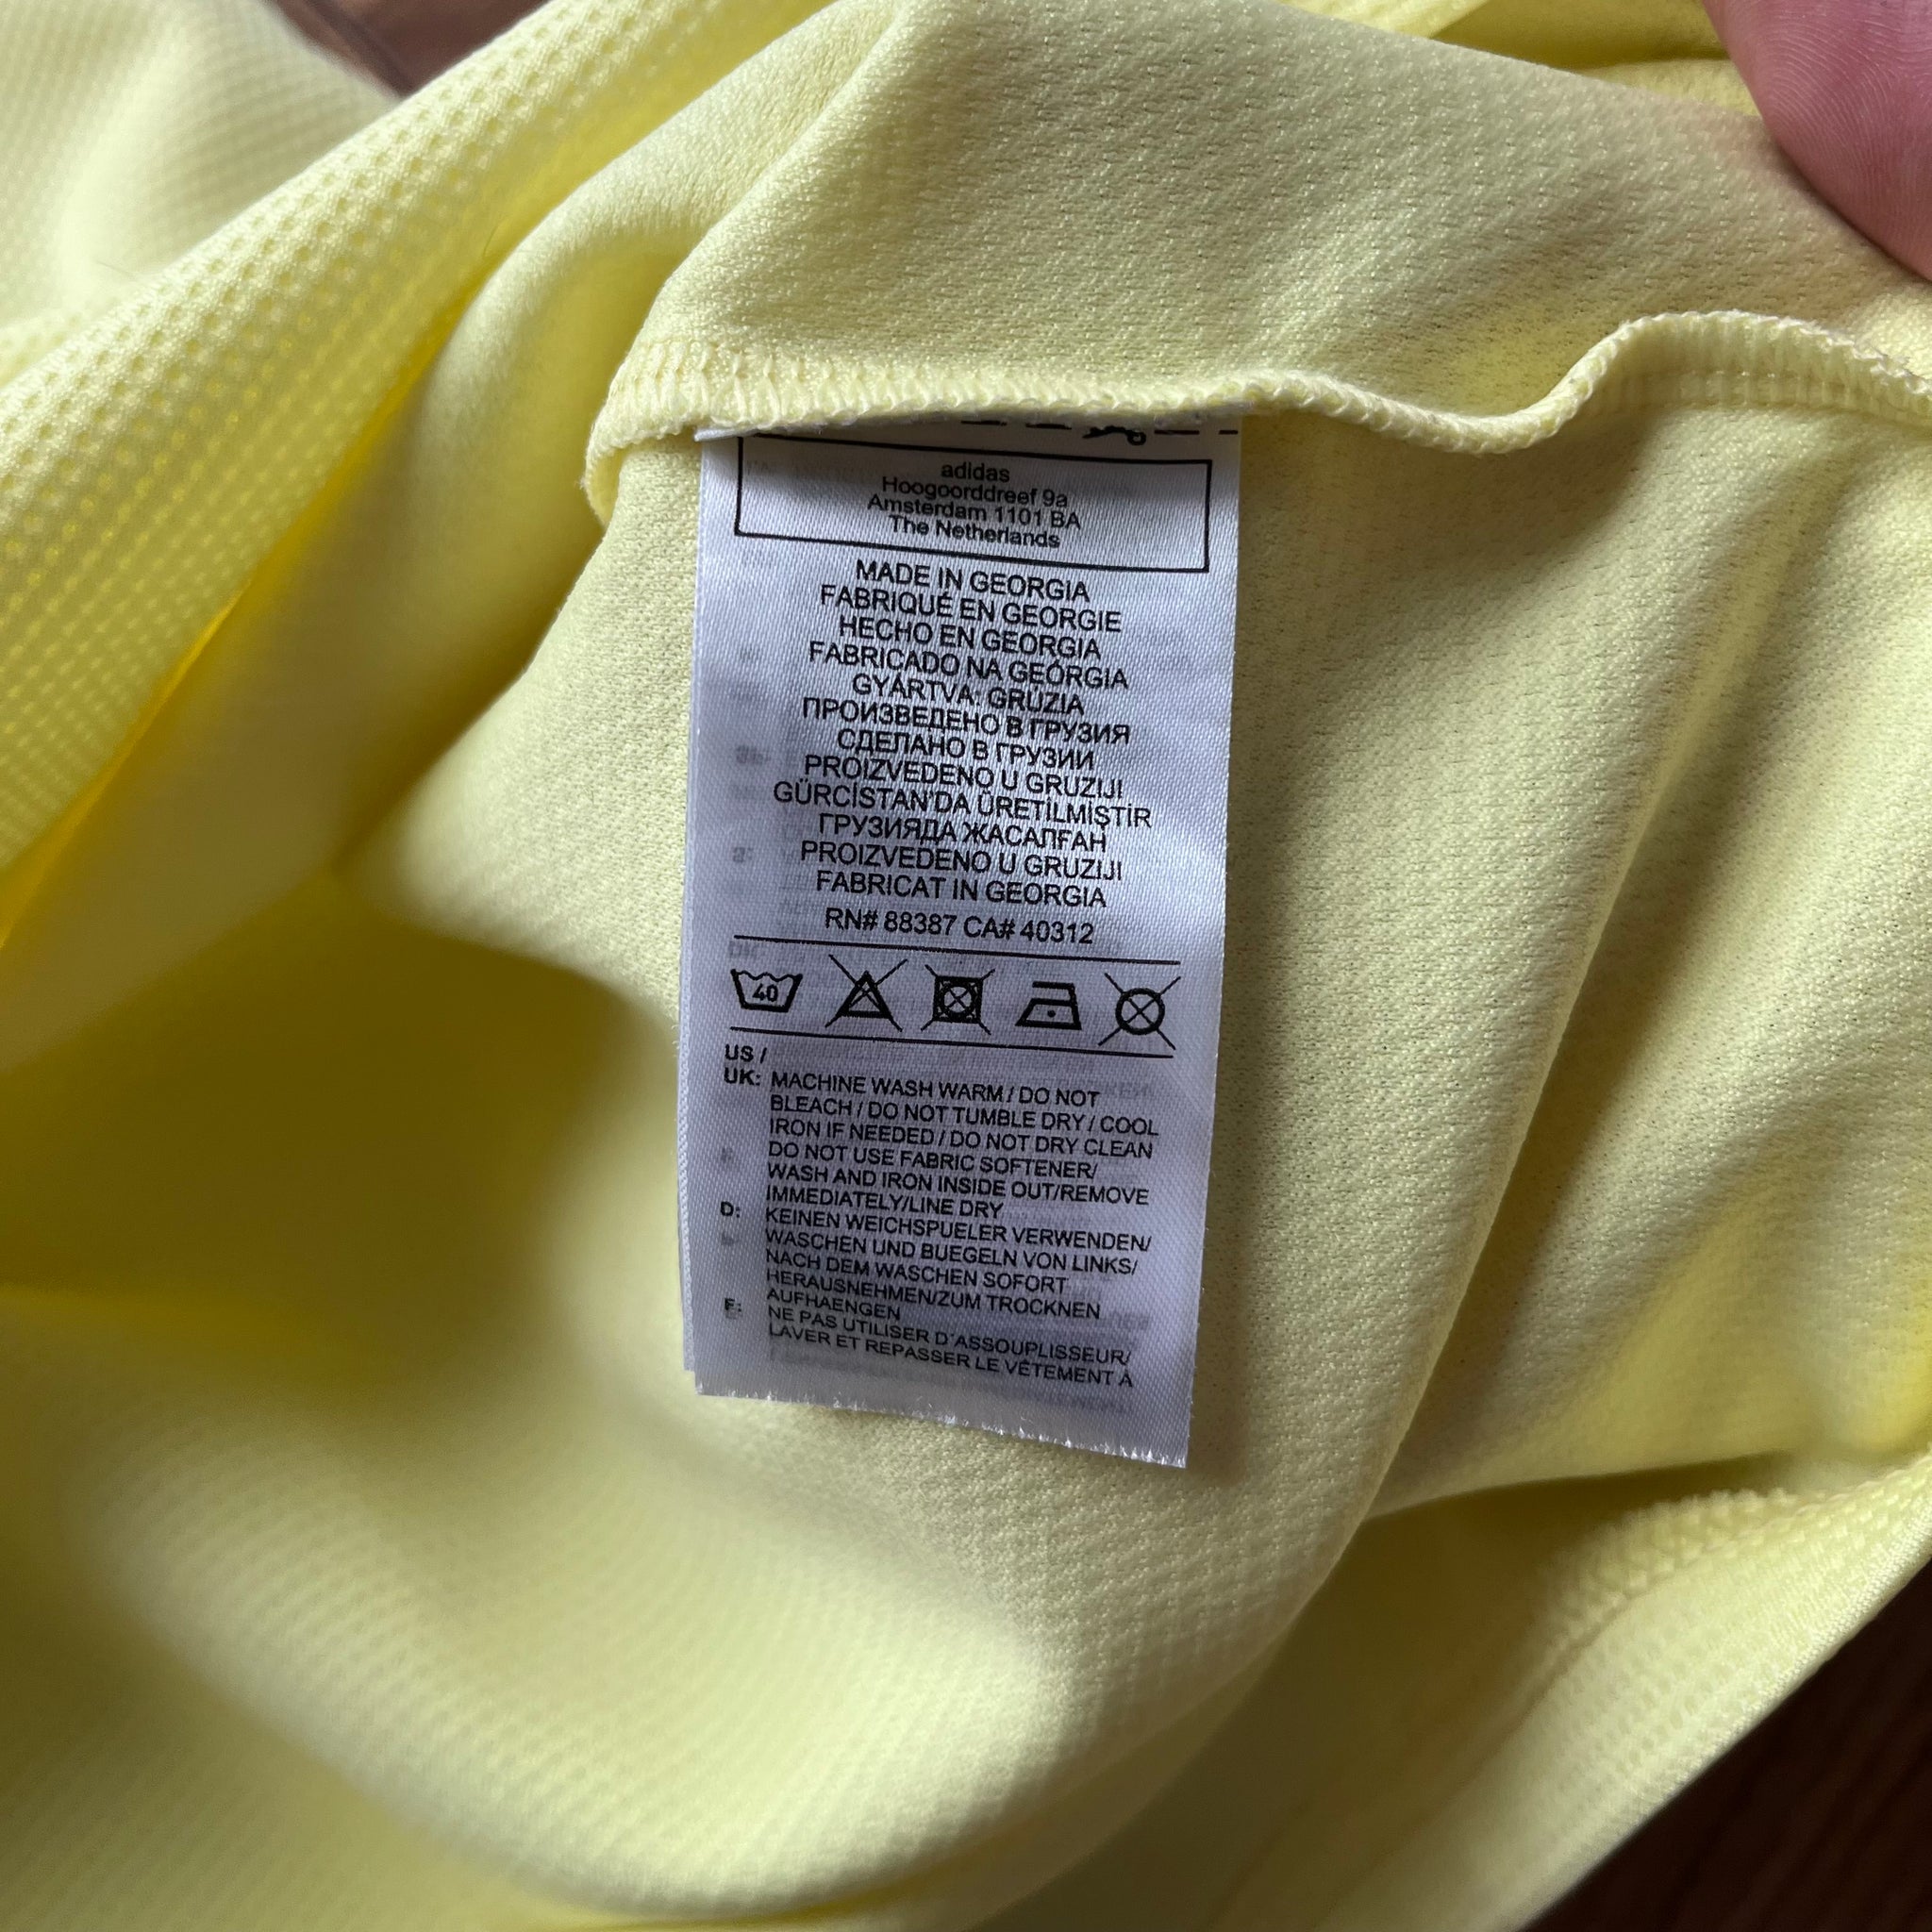 adidas
Hoogoorddreef 9a
Amsterdam 1101 BA
The Netherlands
MADE IN GEORGIA
FABRIQUÉ EN GEORGIE
HECHO EN GEORGIA
FABRICADO NA GEÓRGIA
GYÁRTVA: GRÚZIA
ПРОИЗВЕДЕНО В ГРУЗИЯ
СДЕЛАНО В ГРУЗИИ
PROIZVEDENO U GRUZIJI
GÜRCİSTAN'DA ÜRETİLMİŞTİR
ГРУЗИЯДА ЖАСАЛҒАН
PROIZVEDENO U GRUZIJI
FABRICAT IN GEORGIA
RN# 88387 CA# 40312
40
US /
UK: MACHINE WASH WARM / DO NOT
BLEACH / DO NOT TUMBLE DRY / COOL
IRON IF NEEDED / DO NOT DRY CLEAN
DO NOT USE FABRIC SOFTENER/
WASH AND IRON INSIDE OUT/REMOVE
IMMEDIATELY/LINE DRY
D: KEINEN WEICHSPUELER VERWENDEN/
WASCHEN UND BUEGELN VON LINKS/
NACH DEM WASCHEN SOFORT
HERAUSNEHMEN/ZUM TROCKNEN
AUFHAENGEN
F: NE PAS UTILISER D'ASSOUPLISSEUR/
LAVER ET REPASSER LE VÊTEMENT À